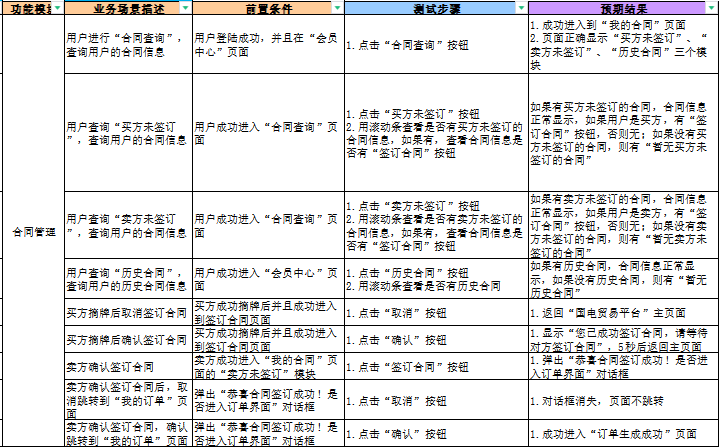 功能模块 业务场景描述 前置条件 测试步骤 预期结果
合同管理
用户进行“合同查询”，
查询用户的合同信息
用户登陆成功，并且在“会员
中心”页面
1.点击“合同查询”按钮
1.成功进入到“我的合同”页面
2.页面正确显示“买方未签订”、“
卖方未签订”、“历史合同”三个模
块
用户查询“买方未签订
”，查询用户的合同信息
用户成功进入“合同查询”页
面
1.点击“买方未签订”按钮
2.用滚动条查看是否有买方未签订的
合同信息，如果有，查看合同信息是
否有“签订合同”按钮
如果有买方未签订的合同，合同信息
正常显示，如果用户是买方，有“签
订合同”按钮，否则无；如果没有买
方未签订的合同，则有“暂无买方未
签订的合同”
用户查询“卖方未签订
”，查询用户的合同信息
用户成功进入“合同查询”页
面
1.点击“卖方未签订”按钮
2.用滚动条查看是否有卖方未签订的
合同信息，如果有，查看合同信息是
否有“签订合同”按钮
如果有卖方未签订的合同，合同信息
正常显示，如果用户是卖方，有“签
订合同”按钮，否则无；如果没有卖
方未签订的合同，则有“暂无卖方未
签订的合同”
用户查询“历史合同”，
查询用户的历史合同信息
用户成功进入“会员中心”页
面
1.点击“历史合同”按钮
2.用滚动条查看是否有历史合同
如果有历史合同，合同信息正常显
示，如果没有历史合同，则有“暂无
历史合同”
买方摘牌后取消签订合同
买方成功摘牌后并且成功进入
到签订合同页面
1.点击“取消”按钮
1.返回“国电贸易平台”主页面
买方摘牌后确认签订合同
买方成功摘牌后并且成功进入
到签订合同页面
1.点击“确认”按钮
1.显示“您已成功签订合同，请等待
对方签订合同”，5秒后返回主页面
卖方确认签订合同
卖方成功进入“我的合同”页
面的“卖方未签订”模块
1.点击“签订合同”按钮
1.弹出“恭喜合同签订成功！是否进
入订单界面”对话框
卖方确认签订合同后，取
消跳转到“我的订单”页
面
弹出“恭喜合同签订成功！是
否进入订单界面”对话框
1.点击“取消”按钮
1.对话框消失，页面不跳转
卖方确认签订合同，确认
跳转到“我的订单”页面
弹出“恭喜合同签订成功！是
否进入订单界面”对话框
1.点击“确认”按钮
1.成功进入“订单生成成功”页面